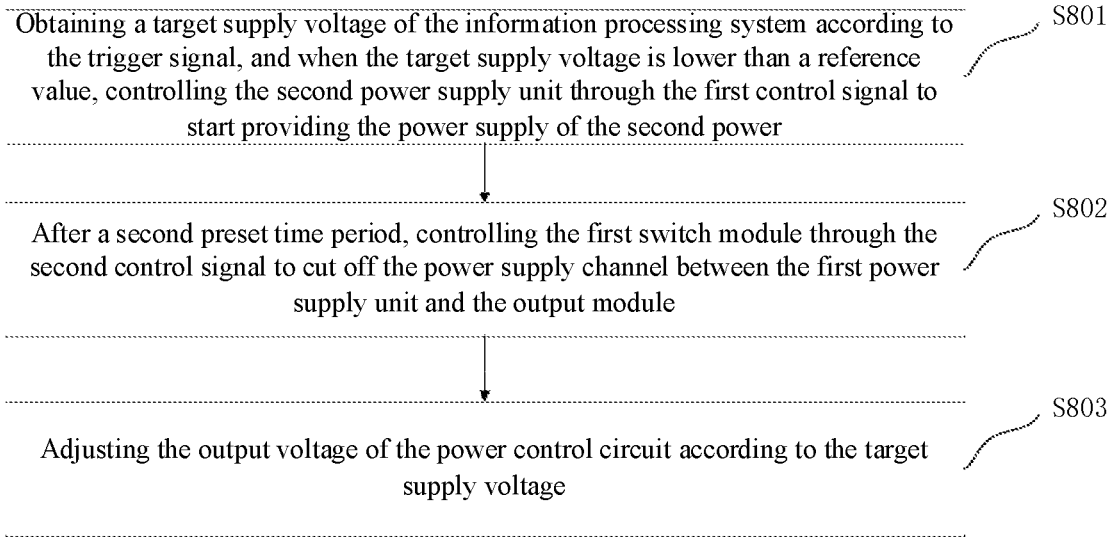 S801
Obtaining a target supply voltage of the information processing system according to
the trigger signal, and when the target supply voltage is lower than a reference
value, controlling the second power supply unit through the first control signal to
start providing the power supply of the second power
S802
After a second preset time period, controlling the first switch module through the
second control signal to cut off the power supply channel between the first power
supply unit and the output module
S803
Adjusting the output voltage of the power control circuit according to the target
supply voltage